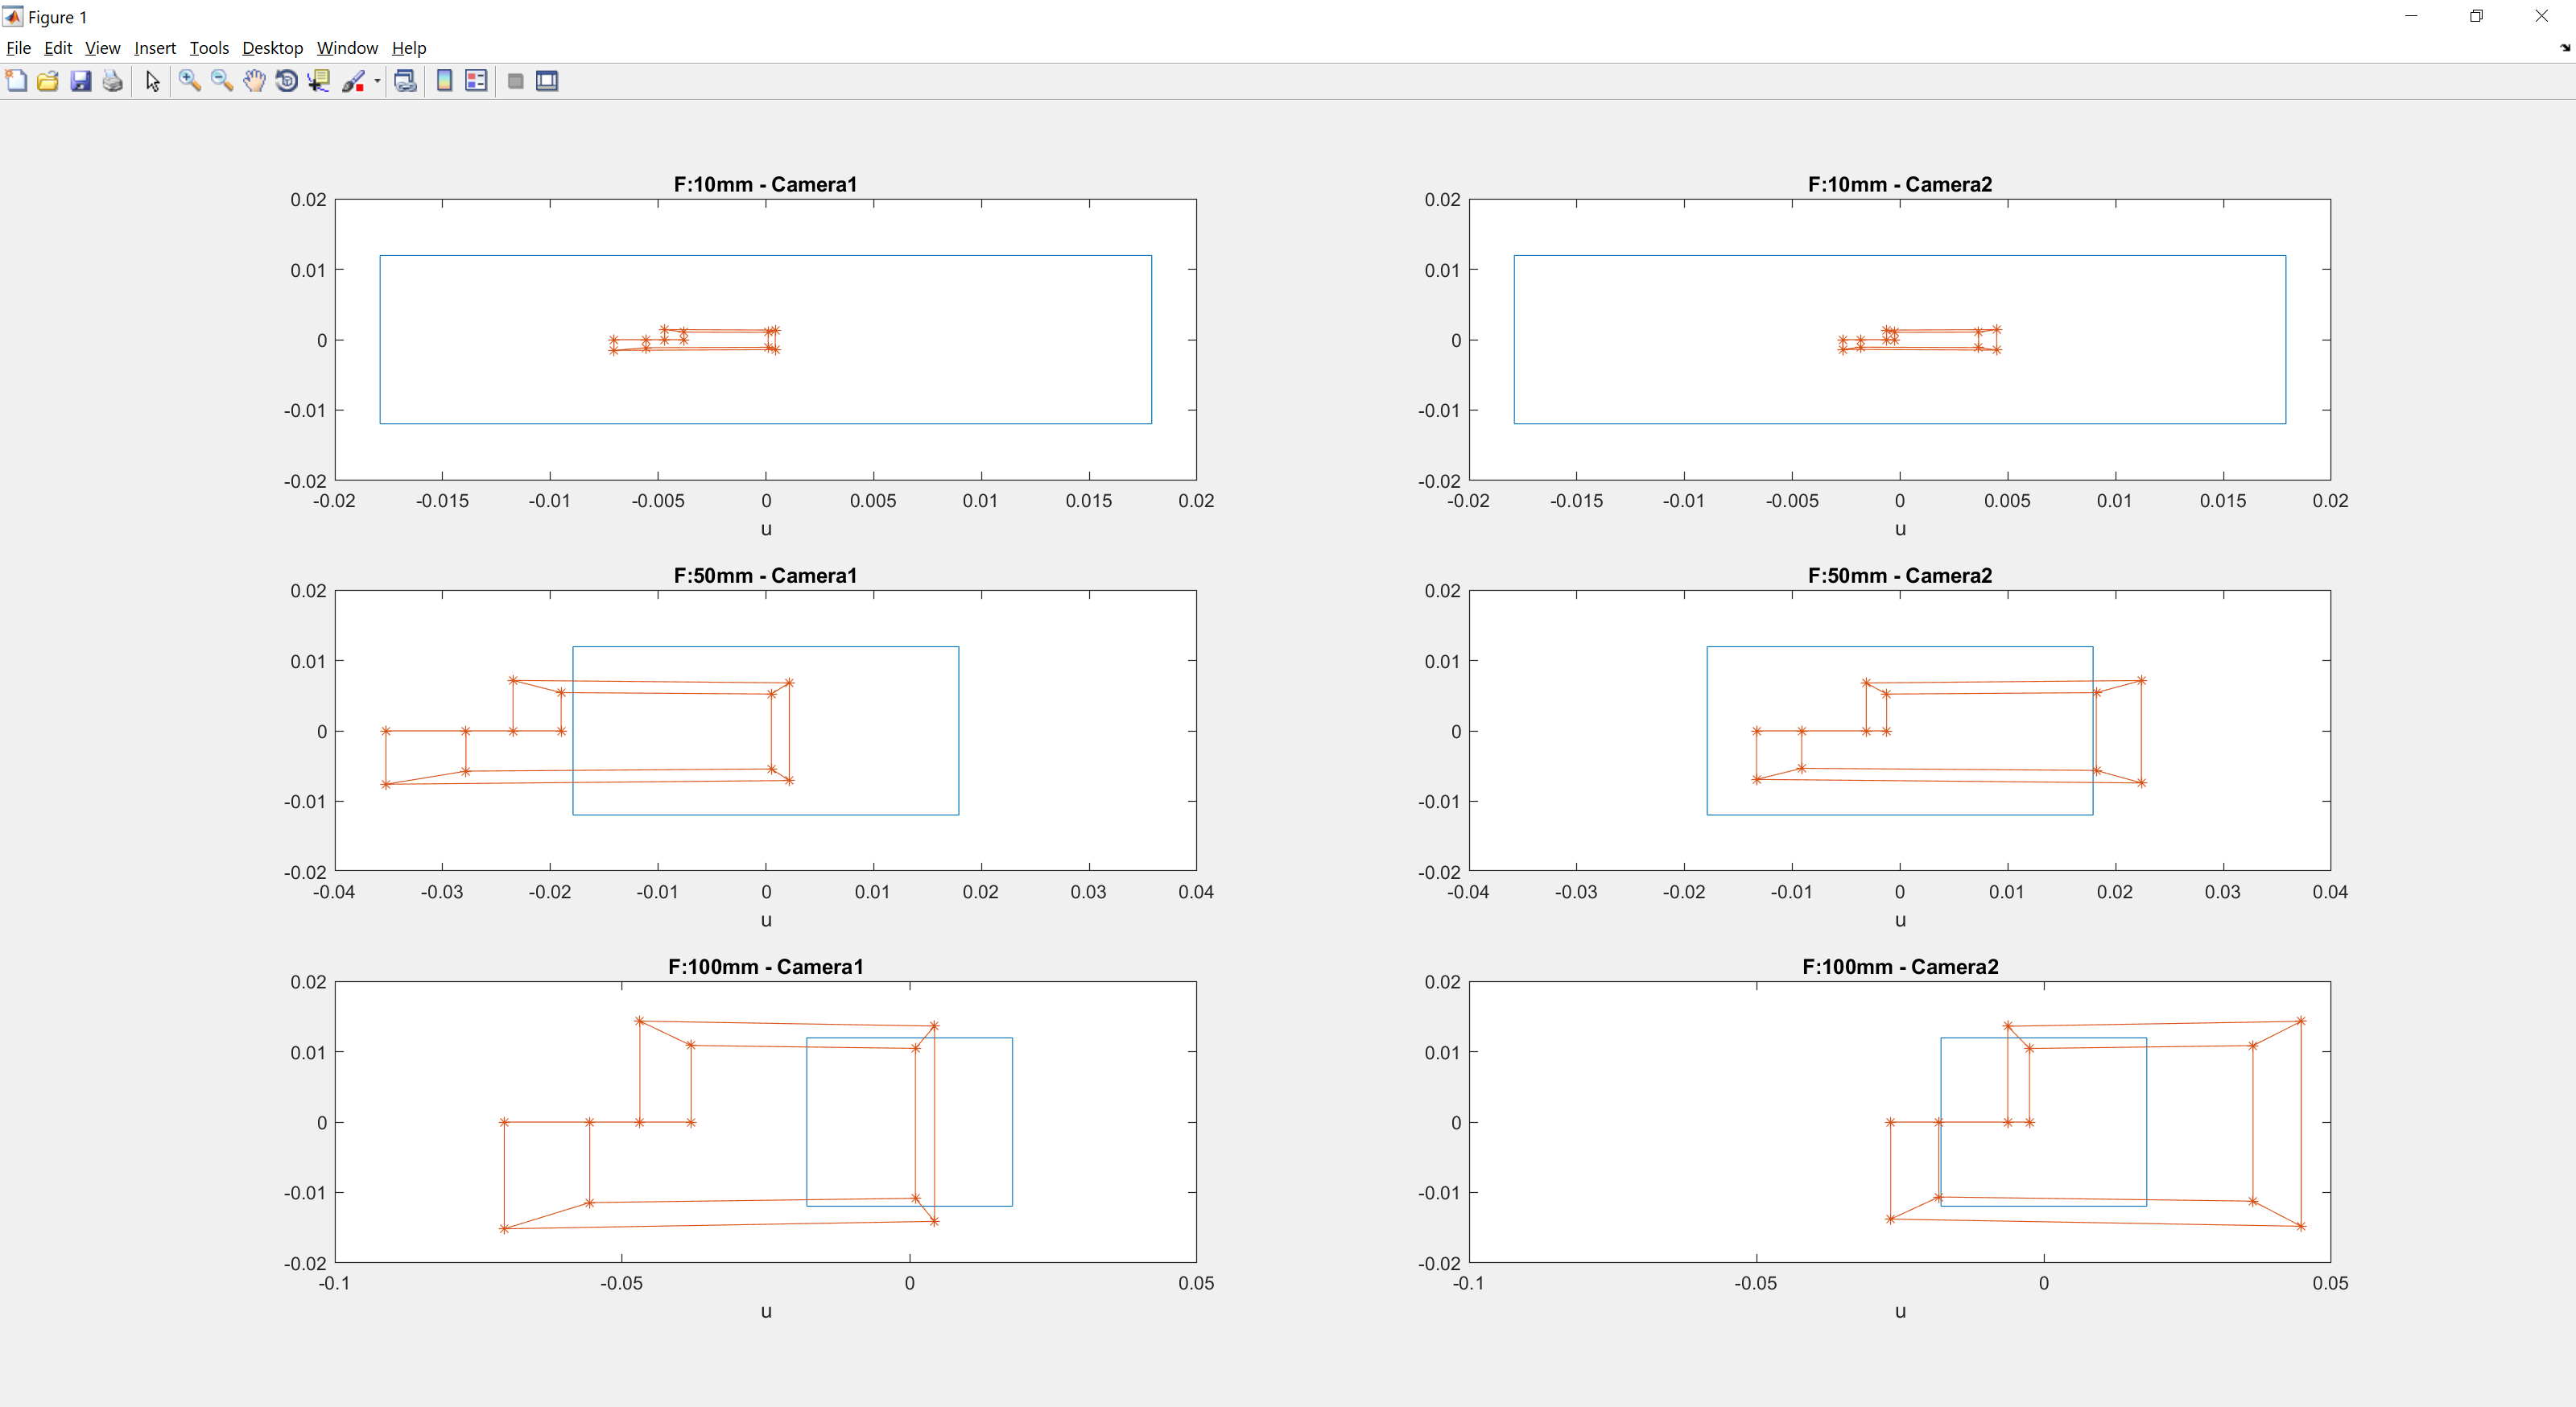 Figure 1
File Edit View Insert Tools Desktop Window Help
F:10mm - Camera1
0.02
0.01
0
-0.01
-0.02
-0.02 -0.015 -0.01 -0.005 0 0.005 0.01 0.015 0.02
u
F:10mm - Camera2
0.02
0.01
0
-0.01
-0.02
-0.02 -0.015 -0.01 -0.005 0 0.005 0.01 0.015 0.02
u
F:50mm - Camera1
0.02
0.01
0
-0.01
-0.02
-0.04 -0.03 -0.02 -0.01 0 0.01 0.02 0.03 0.04
u
F:50mm - Camera2
0.02
0.01
0
-0.01
-0.02
-0.04 -0.03 -0.02 -0.01 0 0.01 0.02 0.03 0.04
u
F:100mm - Camera1
0.02
0.01
0
-0.01
-0.02
-0.1 -0.05 0 0.05
u
F:100mm - Camera2
0.02
0.01
0
-0.01
-0.02
-0.1 -0.05 0 0.05
u